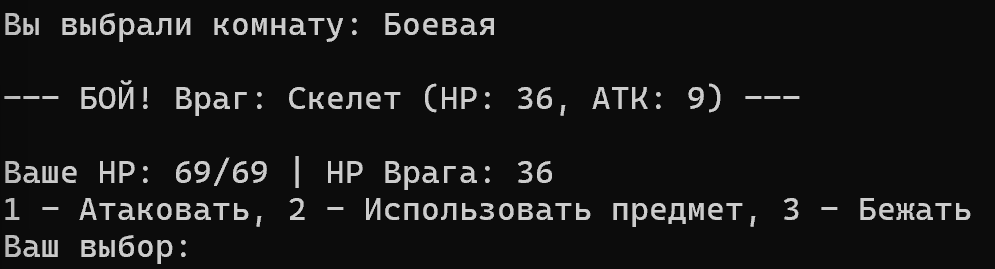 Вы выбрали комнату: Боевая
--- БОЙ! Враг: Скелет (HP: 36, АТК: 9) ---
Ваше HP: 69/69 | HP Врага: 36
1 - Атаковать, 2 - Использовать предмет, 3 - Бежать
Ваш выбор: